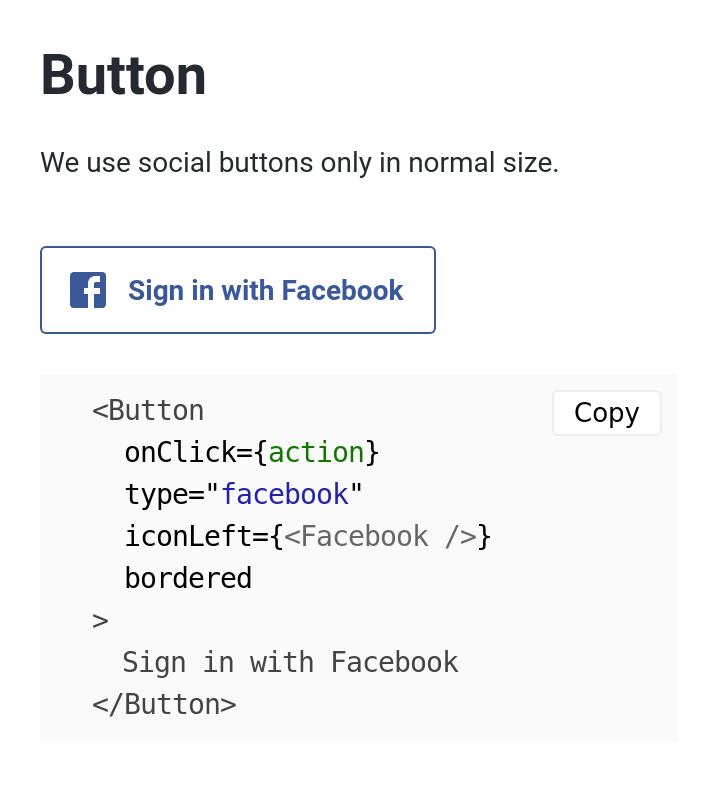 Button
We use social buttons only in normal size.
Sign in with Facebook
<Button
Copy
onClick={action}
type="facebook"
iconLeft={<Facebook />}
bordered
>
Sign in with Facebook
</Button>